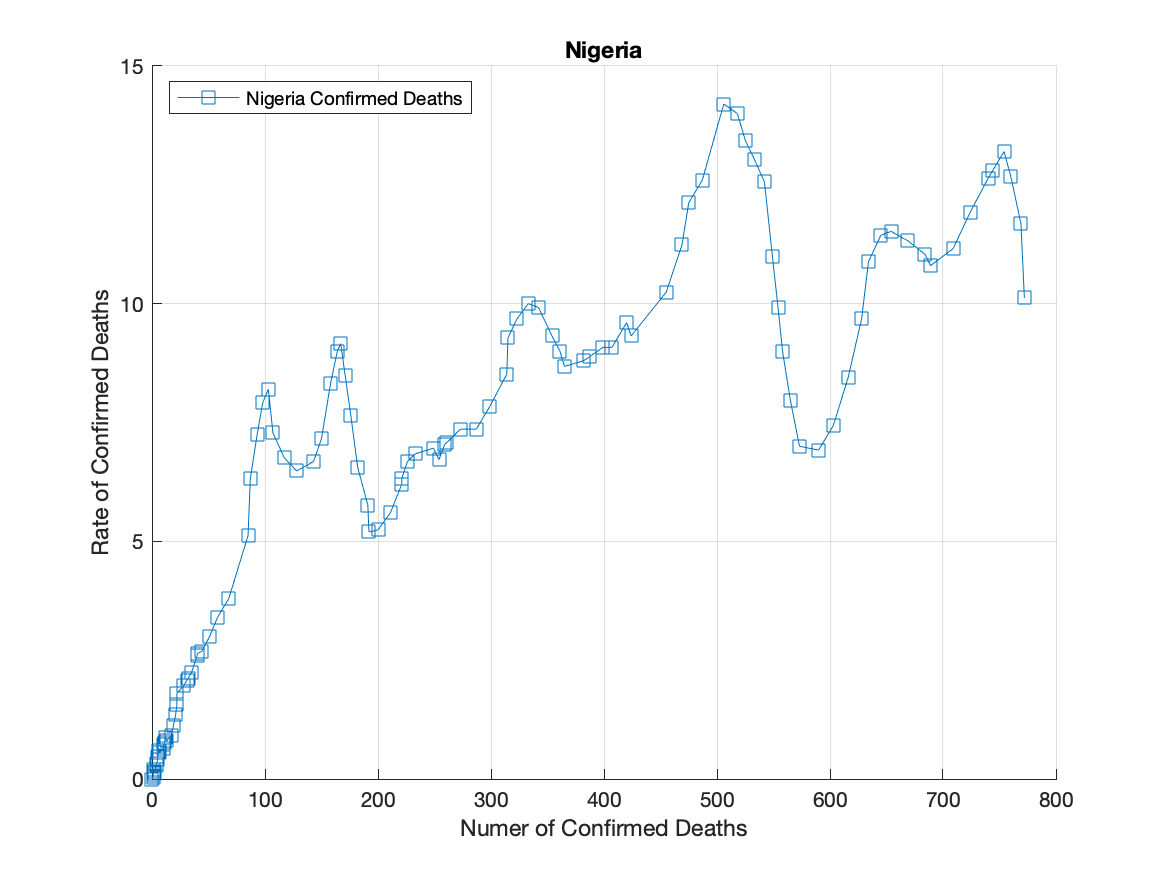 Nigeria
Nigeria Confirmed Deaths
15
10
5
0
Rate of Confirmed Deaths
0 100 200 300 400 500 600 700 800
Numer of Confirmed Deaths